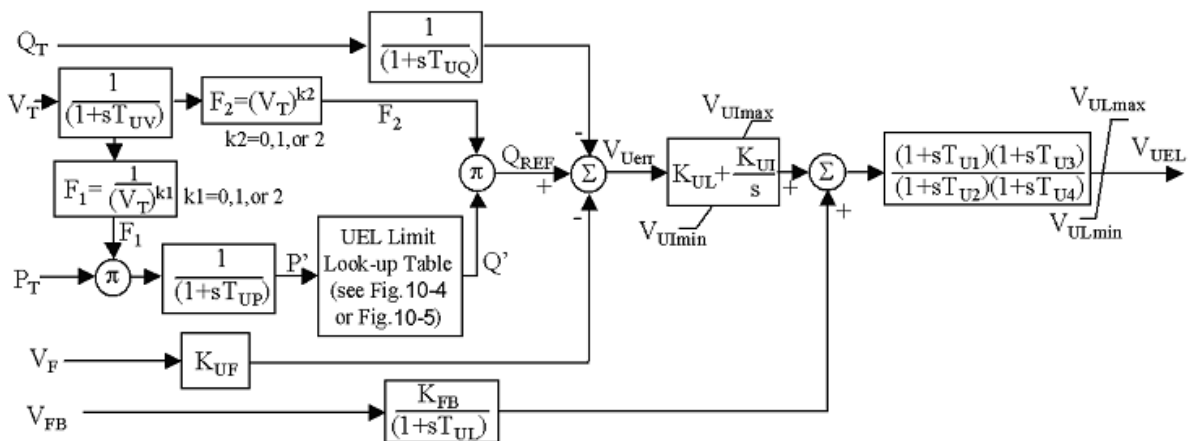 Q_T
1
(1+sT_UQ)
V_T
1
(1+sT_UV)
F_2=(V_T)^k2
k2=0,1,or 2
F_2
F_1= 1
(V_T)^k1
k1=0,1,or 2
F_1
P_T
π
1
(1+sT_UP)
P'
UEL Limit
Look-up Table
(see Fig.10-4
or Fig.10-5)
Q'
π
Q_REF
+
-
-
Σ
V_Uerr
V_UImax
K_UL+ K_UI
s
V_UImin
+
Σ
+
(1+sT_U1)(1+sT_U3)
(1+sT_U2)(1+sT_U4)
V_ULmax
V_UEL
V_ULmin
V_F
K_UF
V_FB
K_FB
(1+sT_UL)